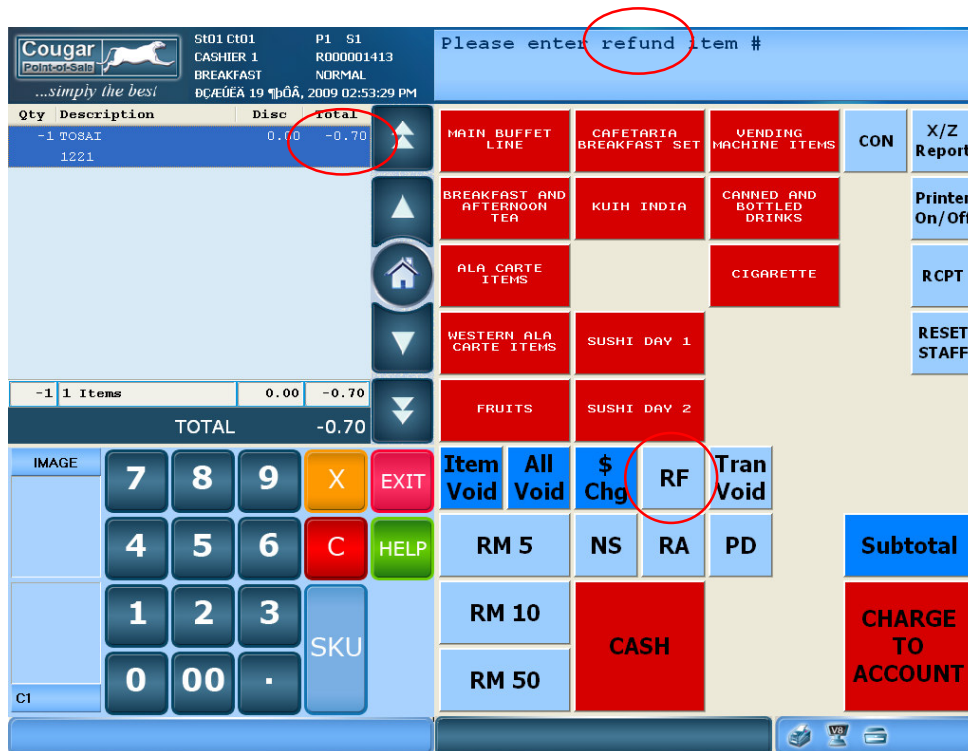 Cougar
Point-of-Sale
...simply the best
St01 Ct01 P1 S1
CASHIER 1 R000001413
BREAKFAST NORMAL
ÐÇÆÚÈÄ 19 ¶þÔÂ, 2009 02:53:29 PM
Please enter refund item #
Qty Description Disc Total
-1 TOSAI 0.00 -0.70
1221
-1 1 Items 0.00 -0.70
TOTAL -0.70
MAIN BUFFET
LINE
CAFETARIA
BREAKFAST SET
VENDING
MACHINE ITEMS
CON
X/Z
Report
BREAKFAST AND
AFTERNOON
TEA
KUIH INDIA
CANNED AND
BOTTLED
DRINKS
Printer
On/Off
ALA CARTE
ITEMS
CIGARETTE
RCPT
WESTERN ALA
CARTE ITEMS
SUSHI DAY 1
RESET
STAFF
FRUITS
SUSHI DAY 2
IMAGE
7 8 9 X EXIT
4 5 6 C HELP
1 2 3 SKU
0 00 .
C1
Item
Void
All
Void
$
Chg
RF
Tran
Void
RM 5
NS
RA
PD
Subtotal
RM 10
CASH
CHARGE
TO
ACCOUNT
RM 50
V8